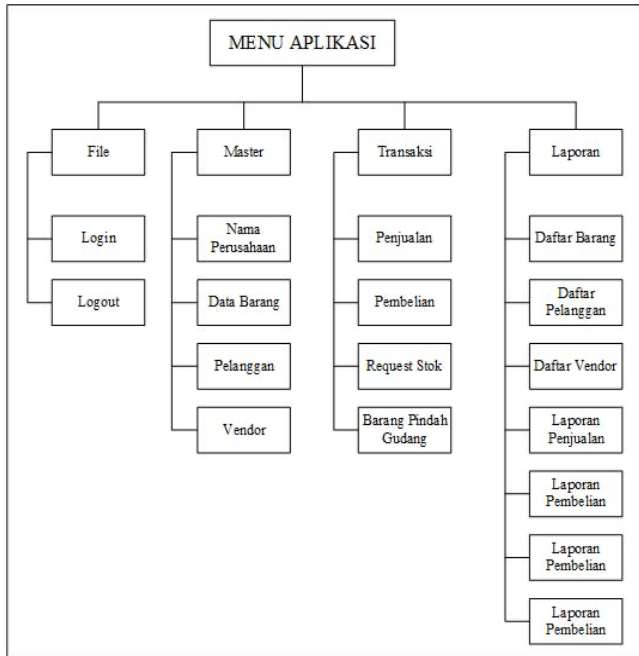 MENU APLIKASI
File
Master
Transaksi
Laporan
Login
Logout
Nama
Perusahaan
Data Barang
Pelanggan
Vendor
Penjualan
Pembelian
Request Stok
Barang Pindah
Gudang
Daftar Barang
Daftar
Pelanggan
Daftar Vendor
Laporan
Penjualan
Laporan
Pembelian
Laporan
Pembelian
Laporan
Pembelian